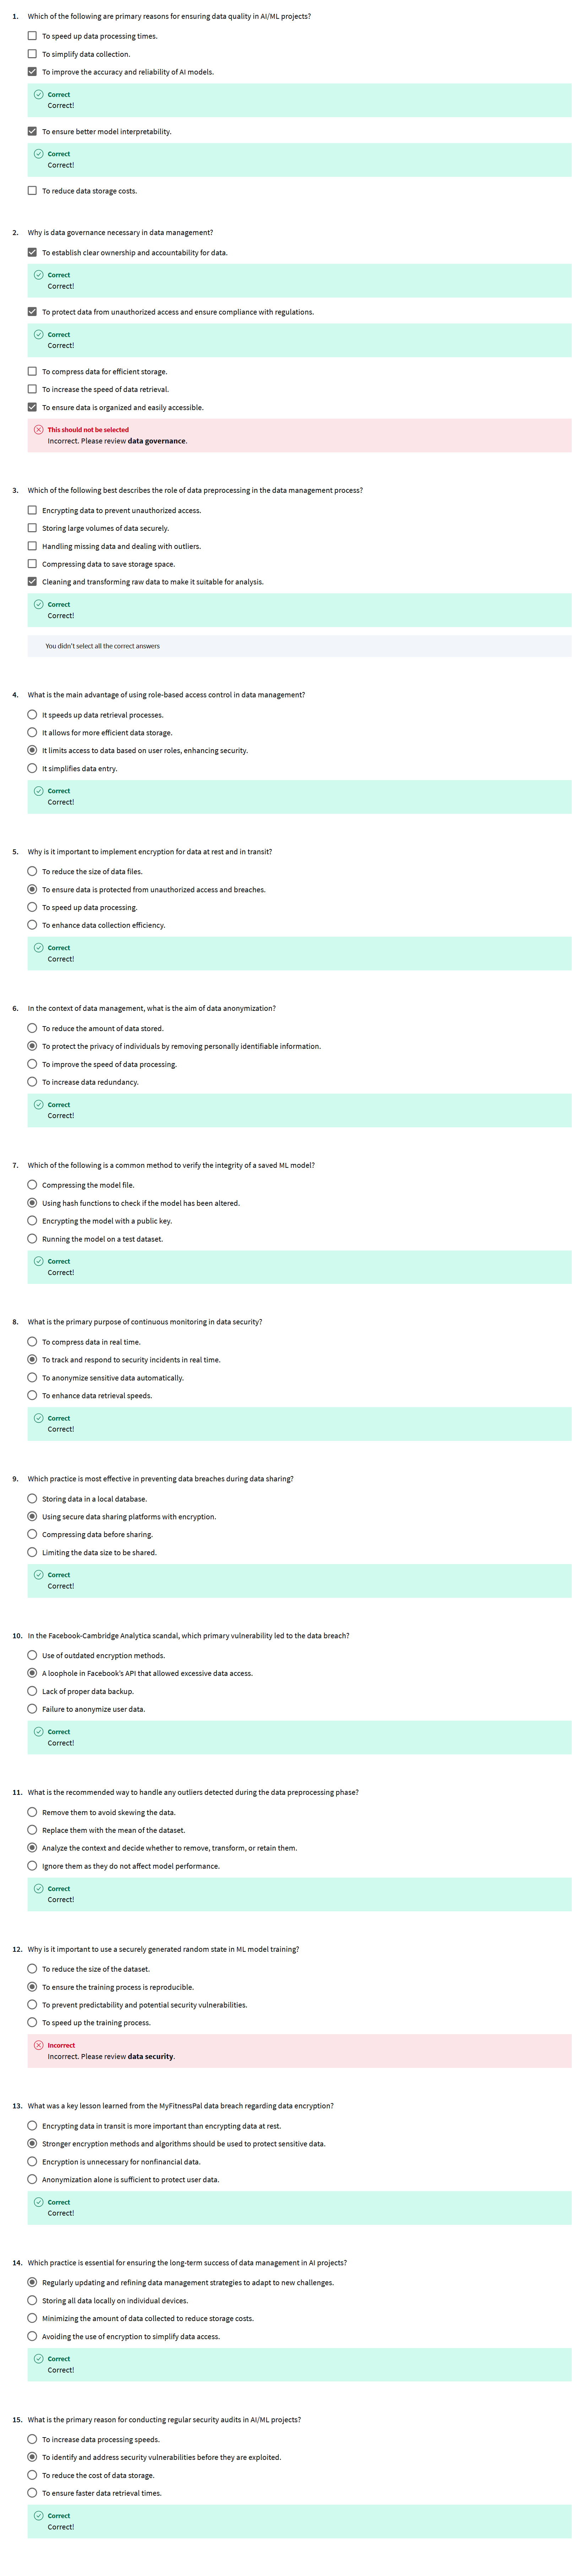 1. Which of the following are primary reasons for ensuring data quality in AI/ML projects?
To speed up data processing times.
To simplify data collection.
To improve the accuracy and reliability of AI models.
Correct
Correct!
To ensure better model interpretability.
Correct
Correct!
To reduce data storage costs.
2. Why is data governance necessary in data management?
To establish clear ownership and accountability for data.
Correct
Correct!
To protect data from unauthorized access and ensure compliance with regulations.
Correct
Correct!
To compress data for efficient storage.
To increase the speed of data retrieval.
To ensure data is organized and easily accessible.
This should not be selected
Incorrect. Please review data governance.
3. Which of the following best describes the role of data preprocessing in the data management process?
Encrypting data to prevent unauthorized access.
Storing large volumes of data securely.
Handling missing data and dealing with outliers.
Compressing data to save storage space.
Cleaning and transforming raw data to make it suitable for analysis.
Correct
Correct!
You didn't select all the correct answers
4. What is the main advantage of using role-based access control in data management?
It speeds up data retrieval processes.
It allows for more efficient data storage.
It limits access to data based on user roles, enhancing security.
It simplifies data entry.
Correct
Correct!
5. Why is it important to implement encryption for data at rest and in transit?
To reduce the size of data files.
To ensure data is protected from unauthorized access and breaches.
To speed up data processing.
To enhance data collection efficiency.
Correct
Correct!
6. In the context of data management, what is the aim of data anonymization?
To reduce the amount of data stored.
To protect the privacy of individuals by removing personally identifiable information.
To improve the speed of data processing.
To increase data redundancy.
Correct
Correct!
7. Which of the following is a common method to verify the integrity of a saved ML model?
Compressing the model file.
Using hash functions to check if the model has been altered.
Encrypting the model with a public key.
Running the model on a test dataset.
Correct
Correct!
8. What is the primary purpose of continuous monitoring in data security?
To compress data in real time.
To track and respond to security incidents in real time.
To anonymize sensitive data automatically.
To enhance data retrieval speeds.
Correct
Correct!
9. Which practice is most effective in preventing data breaches during data sharing?
Storing data in a local database.
Using secure data sharing platforms with encryption.
Compressing data before sharing.
Limiting the data size to be shared.
Correct
Correct!
10. In the Facebook-Cambridge Analytica scandal, which primary vulnerability led to the data breach?
Use of outdated encryption methods.
A loophole in Facebook's API that allowed excessive data access.
Lack of proper data backup.
Failure to anonymize user data.
Correct
Correct!
11. What is the recommended way to handle any outliers detected during the data preprocessing phase?
Remove them to avoid skewing the data.
Replace them with the mean of the dataset.
Analyze the context and decide whether to remove, transform, or retain them.
Ignore them as they do not affect model performance.
Correct
Correct!
12. Why is it important to use a securely generated random state in ML model training?
To reduce the size of the dataset.
To ensure the training process is reproducible.
To prevent predictability and potential security vulnerabilities.
To speed up the training process.
Incorrect
Incorrect. Please review data security.
13. What was a key lesson learned from the MyFitnessPal data breach regarding data encryption?
Encrypting data in transit is more important than encrypting data at rest.
Stronger encryption methods and algorithms should be used to protect sensitive data.
Encryption is unnecessary for nonfinancial data.
Anonymization alone is sufficient to protect user data.
Correct
Correct!
14. Which practice is essential for ensuring the long-term success of data management in AI projects?
Regularly updating and refining data management strategies to adapt to new challenges.
Storing all data locally on individual devices.
Minimizing the amount of data collected to reduce storage costs.
Avoiding the use of encryption to simplify data access.
Correct
Correct!
15. What is the primary reason for conducting regular security audits in AI/ML projects?
To increase data processing speeds.
To identify and address security vulnerabilities before they are exploited.
To reduce the cost of data storage.
To ensure faster data retrieval times.
Correct
Correct!